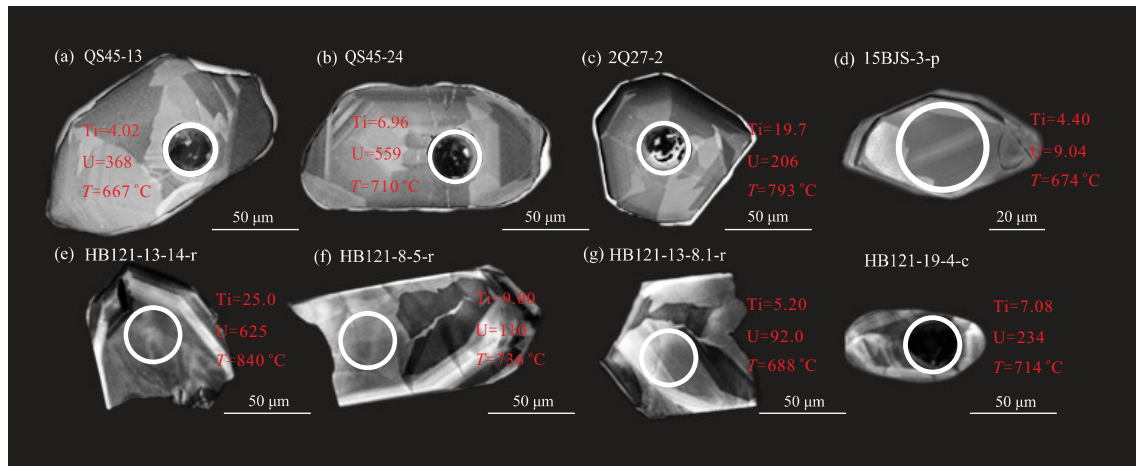 (a) QS45-13
Ti=4.02
U=368
T=667 °C
50 μm
(b) QS45-24
Ti=6.96
U=559
T=710 °C
50 μm
(c) 2Q27-2
Ti=19.7
U=206
T=793 °C
50 μm
(d) 15BJS-3-p
Ti=4.40
U=9.04
T=674 °C
20 μm
(e) HB121-13-14-r
Ti=25.0
U=625
T=840 °C
50 μm
(f) HB121-8-5-r
Ti=9.00
U=110
T=736 °C
50 μm
(g) HB121-13-8.1-r
Ti=5.20
U=92.0
T=688 °C
50 μm
HB121-19-4-c
Ti=7.08
U=234
T=714 °C
50 μm